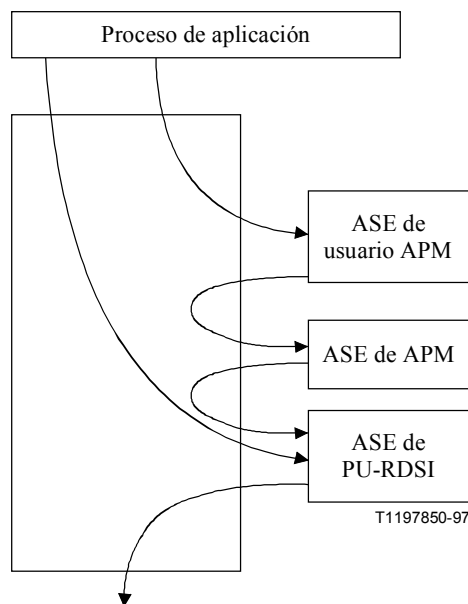 Proceso de aplicación
ASE de
usuario APM
ASE de APM
ASE de
PU-RDSI
T1197850-97